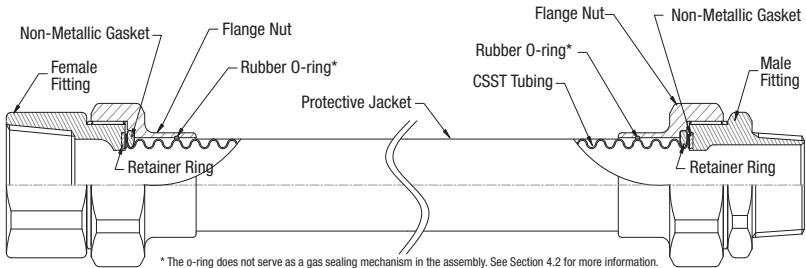 Flange Nut
Non-Metallic Gasket
Non-Metallic Gasket
Flange Nut
Rubber O-ring*
Female
Fitting
Rubber O-ring*
CSST Tubing
Male
Fitting
Protective Jacket
Retainer Ring
Retainer Ring
* The o-ring does not serve as a gas sealing mechanism in the assembly. See Section 4.2 for more information.